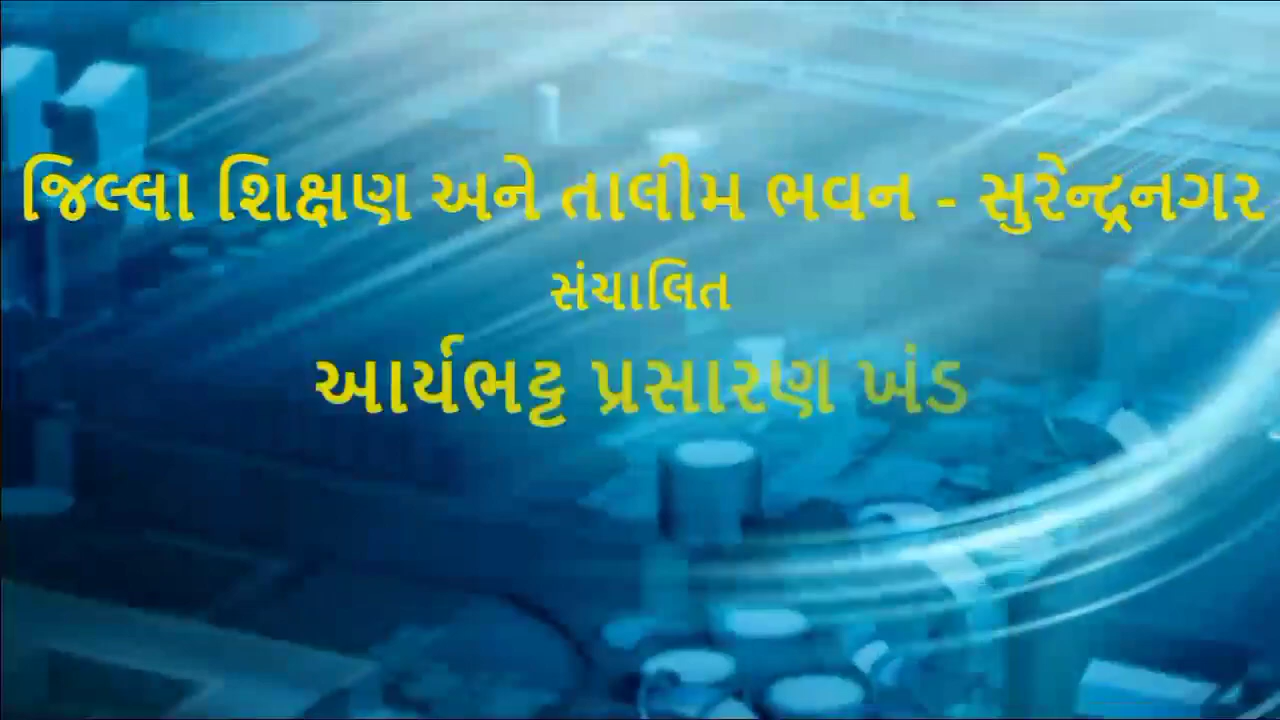 જિલ્લા શિક્ષણ અને તાલીમ ભવન - સુરેન્દ્રનગર
સંચાલિત
આર્યભટ્ટ પ્રસારણ ખંડ